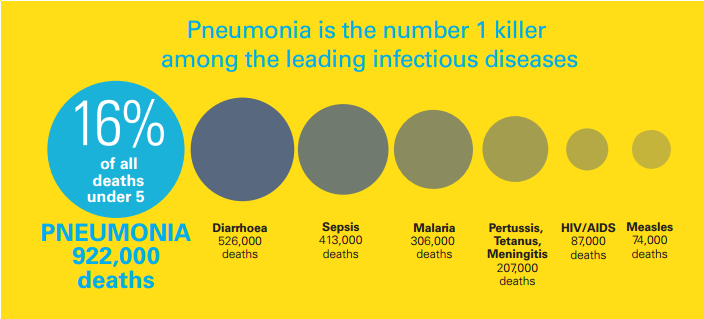 Pneumonia is the number 1 killer
among the leading infectious diseases
16%
of all
deaths
under 5
PNEUMONIA
922,000
deaths
Diarrhoea
526,000
deaths
Sepsis
413,000
deaths
Malaria
306,000
deaths
Pertussis,
Tetanus,
Meningitis
207,000
deaths
HIV/AIDS
87,000
deaths
Measles
74,000
deaths